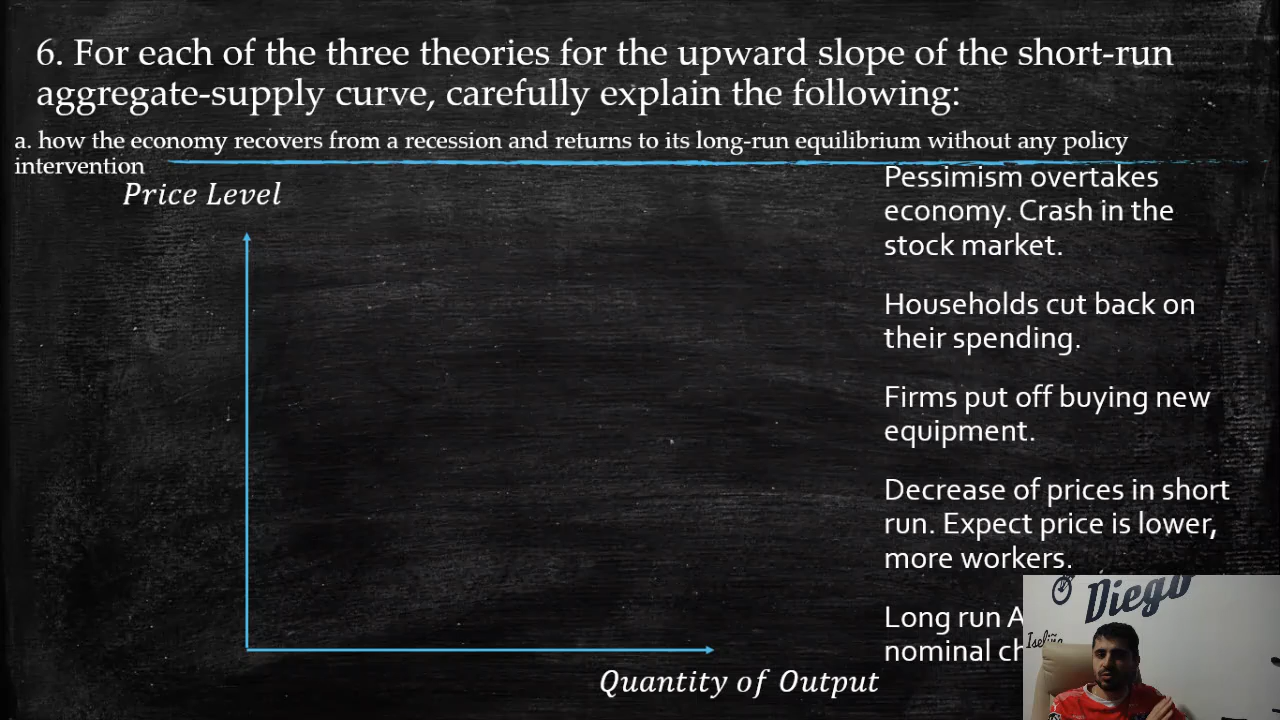 6. For each of the three theories for the upward slope of the short-run
aggregate-supply curve, carefully explain the following:
a. how the economy recovers from a recession and returns to its long-run equilibrium without any policy
intervention
Price Level
Pessimism overtakes
economy. Crash in the
stock market.
Households cut back on
their spending.
Firms put off buying new
equipment.
Decrease of prices in short
run. Expect price is lower,
more workers.
Long run A
nominal ch
Quantity of Output
Diego
Iseliña